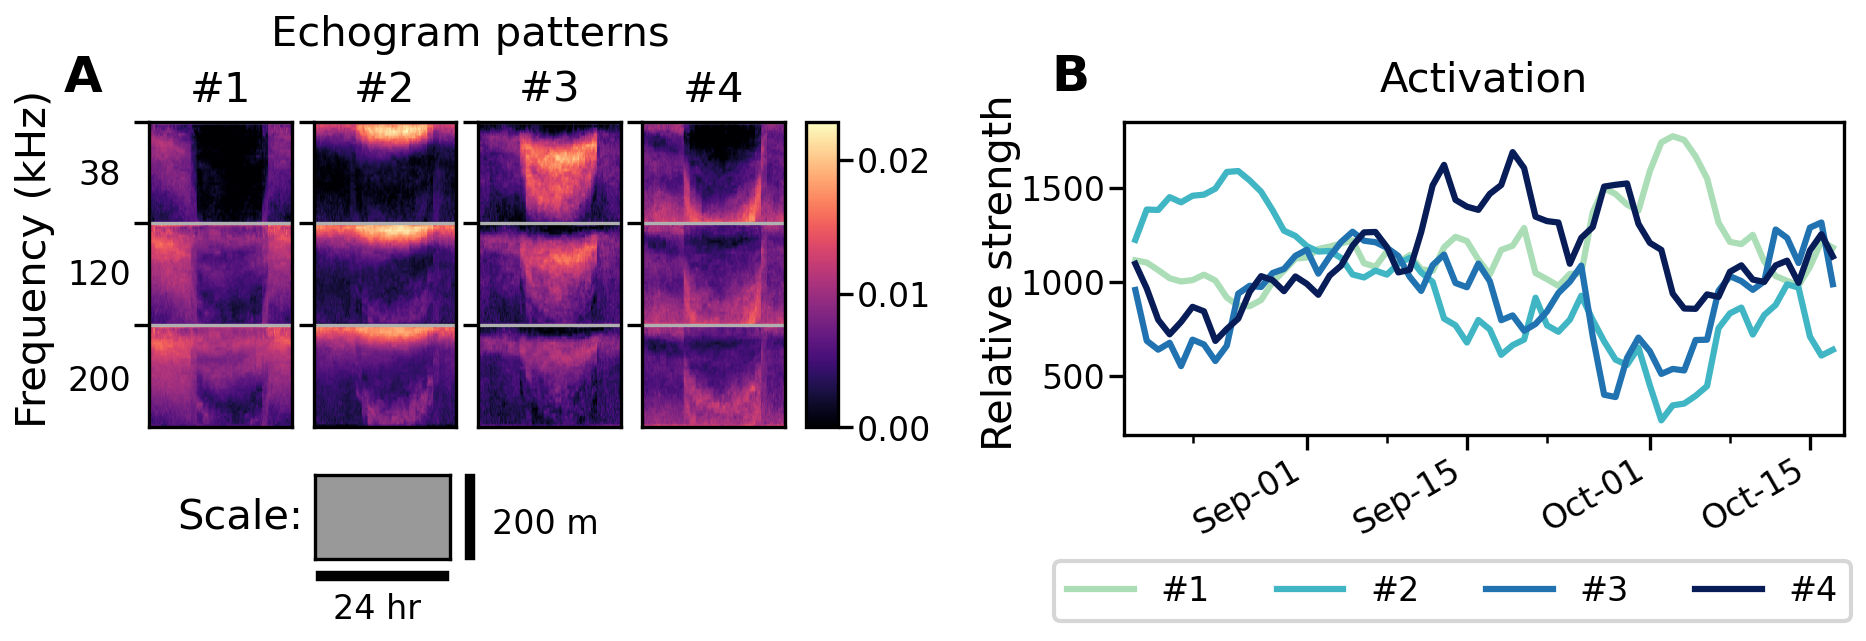 Echogram patterns
A
#1 #2 #3 #4
Frequency (kHz)
38
120
200
0.02
0.01
0.00
Scale:
200 m
24 hr
B
Activation
Relative strength
1500
1000
500
Sep-01 Sep-15 Oct-01 Oct-15
#1 #2 #3 #4